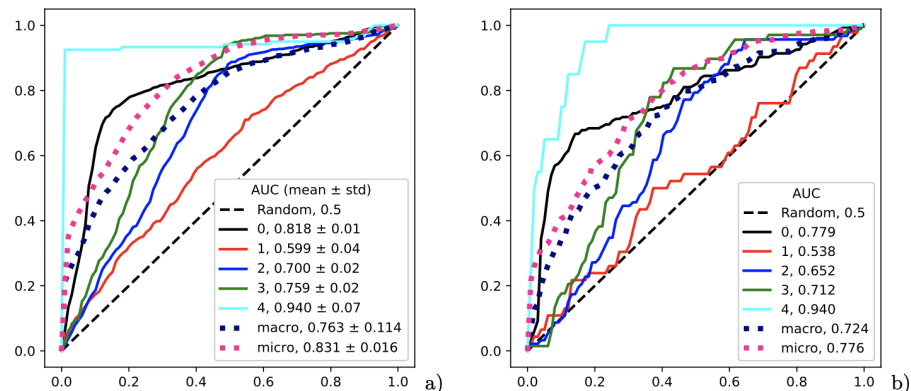 1.0
0.8
0.6
0.4
0.2
0.0
0.0 0.2 0.4 0.6 0.8 1.0
AUC (mean ± std)
Random, 0.5
0, 0.818 ± 0.01
1, 0.599 ± 0.04
2, 0.700 ± 0.02
3, 0.759 ± 0.02
4, 0.940 ± 0.07
macro, 0.763 ± 0.114
micro, 0.831 ± 0.016
a)
1.0
0.8
0.6
0.4
0.2
0.0
0.0 0.2 0.4 0.6 0.8 1.0
AUC
Random, 0.5
0, 0.779
1, 0.538
2, 0.652
3, 0.712
4, 0.940
macro, 0.724
micro, 0.776
b)